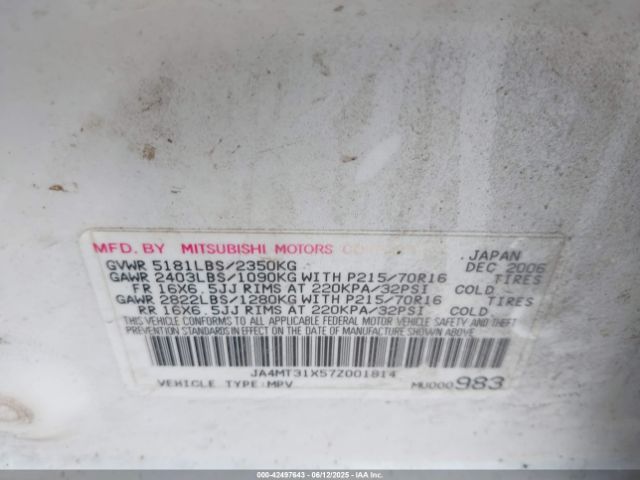 MFD. BY MITSUBISHI MOTORS
JAPAN
GVWR 5181LBS/2350KG DEC 2006
GAWR 2403LBS/1090KG WITH P215/70R16 TIRES
FR 16X6.5JJ RIMS AT 220KPA/32PSI COLD
GAWR 2822LBS/1280KG WITH P215/70R16 TIRES
RR 16X6.5JJ RIMS AT 220KPA/32PSI COLD
THIS VEHICLE CONFORMS TO ALL APPLICABLE FEDERAL MOTOR VEHICLE SAFETY AND THEFT
PREVENTION STANDARDS IN EFFECT ON THE DATE OF MANUFACTURE SHOWN ABOVE.
JA4MT31X57Z001814
VEHICLE TYPE:MPV MU000983
000-42497643 - 06/12/2025 - © IAA Holdings, LLC